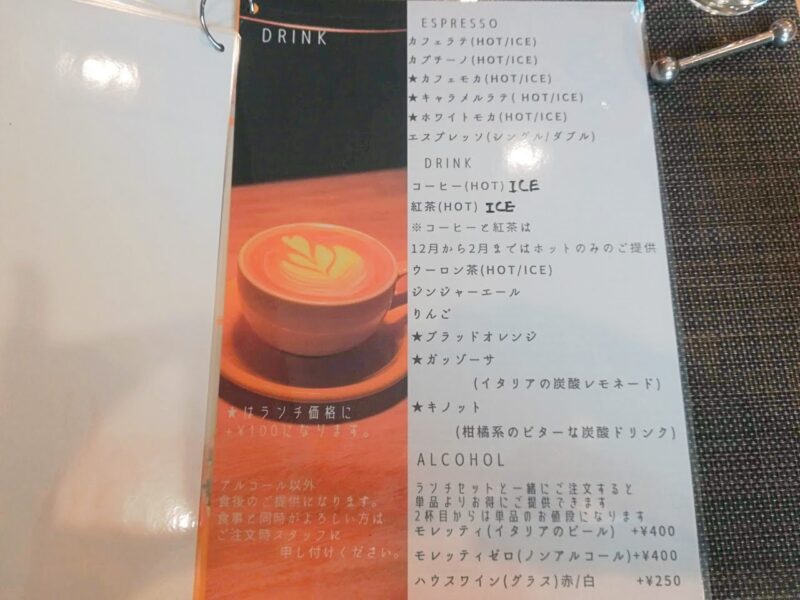 DRINK
★はランチ価格に
+¥100になります。
アルコール以外
食後のご提供になります。
食事と同時がよろしい方は
ご注文時スタッフに
申し付けください。
ESPRESSO
カフェラテ(HOT/ICE)
カプチーノ(HOT/ICE)
★カフェモカ(HOT/ICE)
★キャラメルラテ( HOT/ICE)
★ホワイトモカ(HOT/ICE)
エスプレッソ(シングル/ダブル)
DRINK
コーヒー(HOT) ICE
紅茶(HOT) ICE
※コーヒーと紅茶は
12月から2月まではホットのみのご提供
ウーロン茶(HOT/ICE)
ジンジャーエール
りんご
★ブラッドオレンジ
★ガッゾーサ
(イタリアの炭酸レモネード)
★キノット
(柑橘系のビターな炭酸ドリンク)
ALCOHOL
ランチセットと一緒にご注文すると
単品よりお得にご提供できます
2杯目からは単品のお値段になります
モレッティ(イタリアのビール) +¥400
モレッティゼロ(ノンアルコール)+¥400
ハウスワイン(グラス)赤/白 +¥250